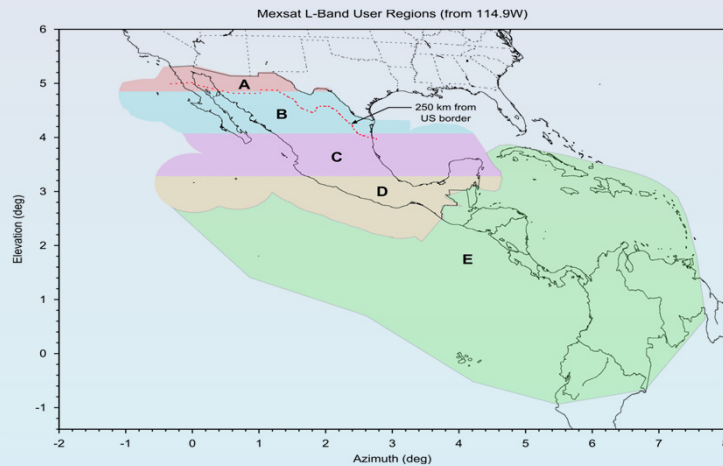 Mexsat L-Band User Regions (from 114.9W)
6
5
4
3
2
1
0
-1
Elevation (deg)
A
B
C
D
E
250 km from
US border
-2 -1 0 1 2 3 4 5 6 7 8
Azimuth (deg)